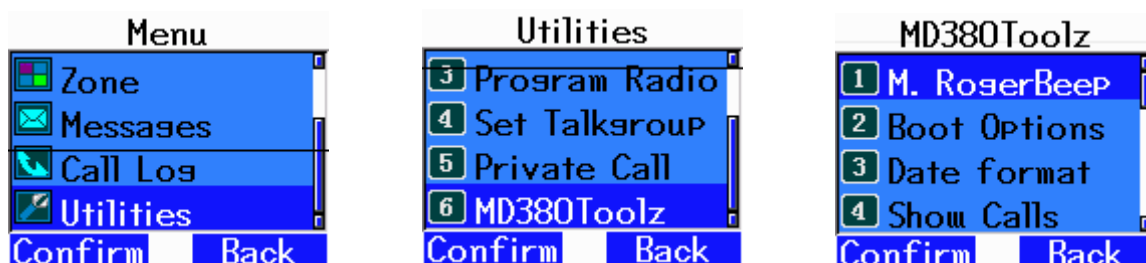 Menu
Zone
Messages
Call Log
Utilities
Confirm Back
Utilities
3 Program Radio
4 Set Talkgroup
5 Private Call
6 MD380Toolz
Confirm Back
MD380Toolz
1 M. RogerBeep
2 Boot Options
3 Date format
4 Show Calls
Confirm Back